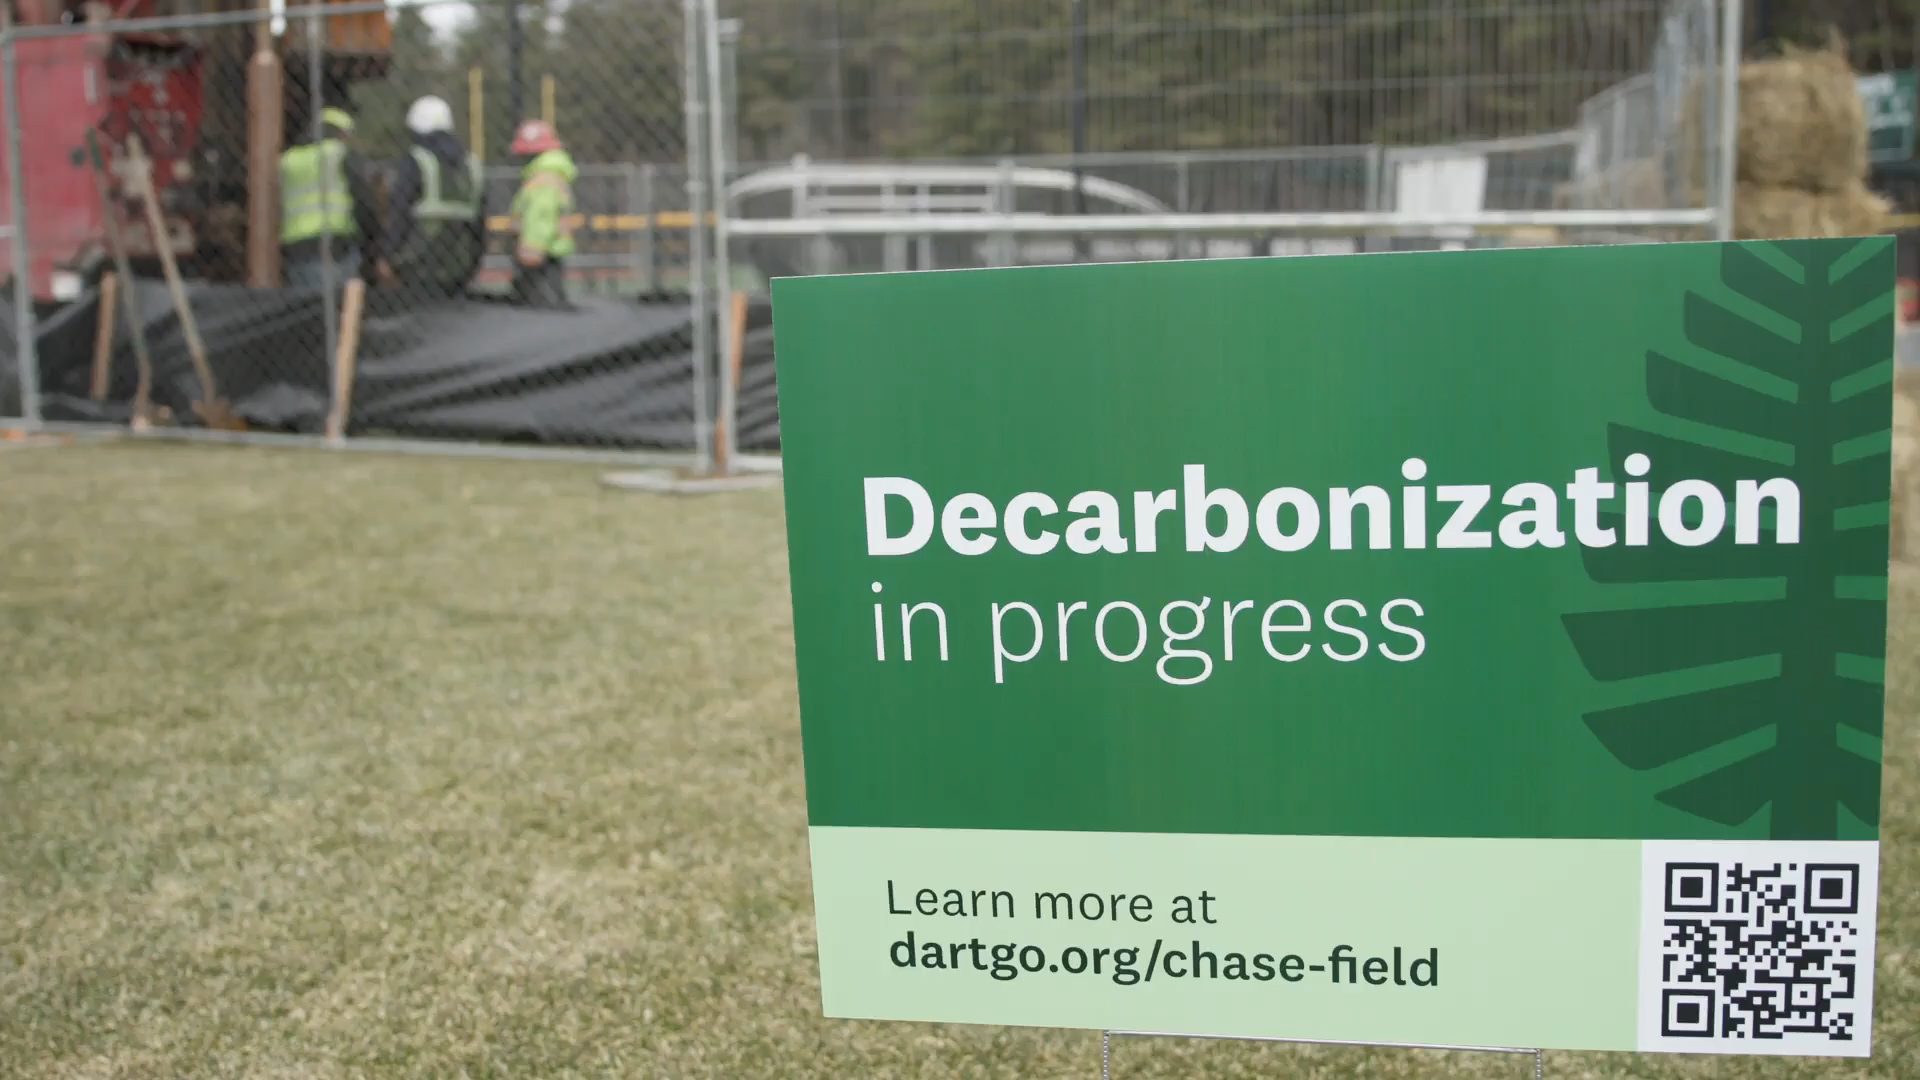 Decarbonization
in progress
Learn more at
dartgo.org/chase-field